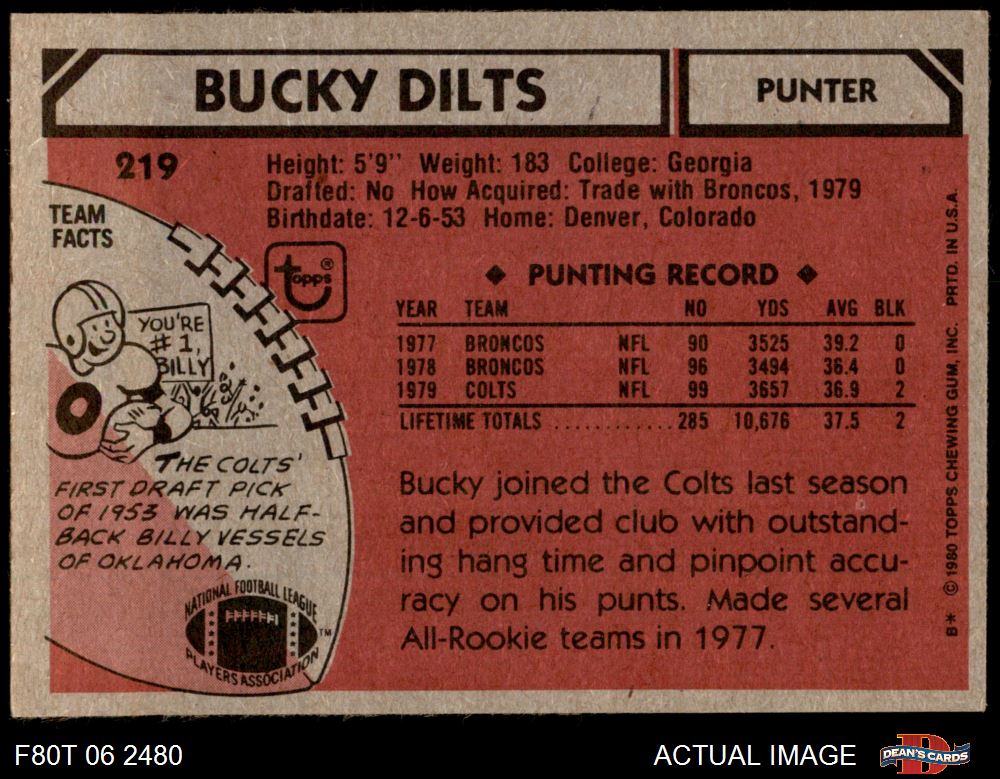 BUCKY DILTS
PUNTER
219
Height: 5'9" Weight: 183 College: Georgia
Drafted: No How Acquired: Trade with Broncos, 1979
Birthdate: 12-6-53 Home: Denver, Colorado
TEAM
FACTS
topps®
YOU'RE
#1,
BILLY
THE COLTS'
FIRST DRAFT PICK
OF 1953 WAS HALF-
BACK BILLY VESSELS
OF OKLAHOMA.
NATIONAL FOOTBALL LEAGUE
PLAYERS ASSOCIATION
TM
◆ PUNTING RECORD ◆
YEAR TEAM NO YDS AVG BLK
1977 BRONCOS NFL 90 3525 39.2 0
1978 BRONCOS NFL 96 3494 36.4 0
1979 COLTS NFL 99 3657 36.9 2
LIFETIME TOTALS ............ 285 10,676 37.5 2
Bucky joined the Colts last season
and provided club with outstand-
ing hang time and pinpoint accu-
racy on his punts. Made several
All-Rookie teams in 1977.
B* © 1980 TOPPS CHEWING GUM, INC. PRTD. IN U.S.A.
F80T 06 2480
ACTUAL IMAGE
DEAN'S CARDS